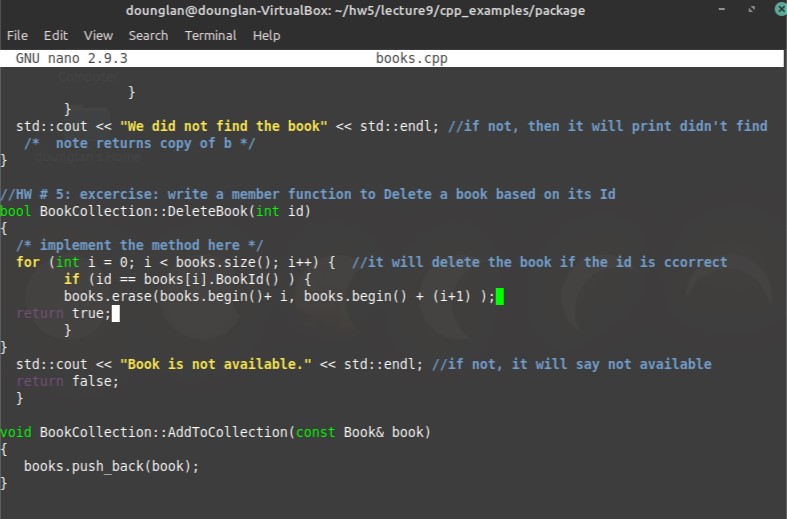 dounglan@dounglan-VirtualBox: ~/hw5/lecture9/cpp_examples/package
File Edit View Search Terminal Help
GNU nano 2.9.3 books.cpp
}
}
std::cout << "We did not find the book" << std::endl; //if not, then it will print didn't find
/* note returns copy of b */
}
//HW # 5: excercise: write a member function to Delete a book based on its Id
bool BookCollection::DeleteBook(int id)
{
/* implement the method here */
for (int i = 0; i < books.size(); i++) { //it will delete the book if the id is ccorrect
if (id == books[i].BookId() ) {
books.erase(books.begin()+ i, books.begin() + (i+1) );
return true;
}
}
std::cout << "Book is not available." << std::endl; //if not, it will say not available
return false;
}
void BookCollection::AddToCollection(const Book& book)
{
books.push_back(book);
}